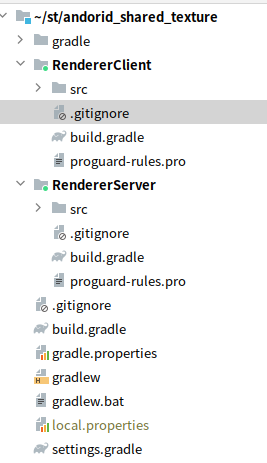 ~/st/andorid_shared_texture
gradle
RendererClient
src
.gitignore
build.gradle
proguard-rules.pro
RendererServer
src
.gitignore
build.gradle
proguard-rules.pro
.gitignore
build.gradle
gradle.properties
gradlew
gradlew.bat
local.properties
settings.gradle